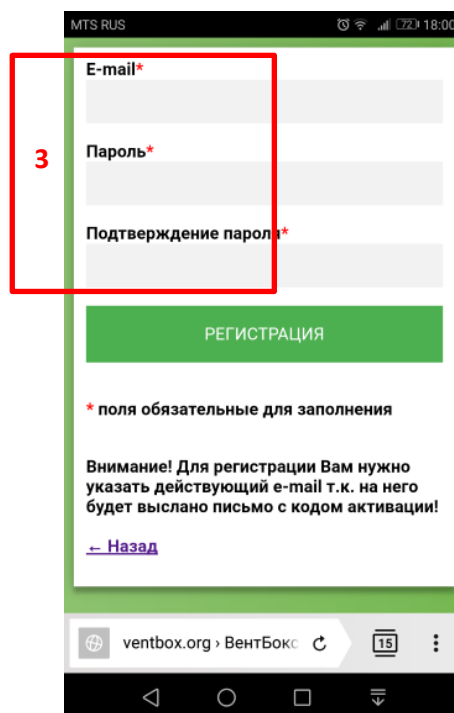 MTS RUS 72 18:00
E-mail*
3
Пароль*
Подтверждение пароля*
РЕГИСТРАЦИЯ
* поля обязательные для заполнения
Внимание! Для регистрации Вам нужно
указать действующий e-mail т.к. на него
будет выслано письмо с кодом активации!
← Назад
ventbox.org › ВентБокс 15